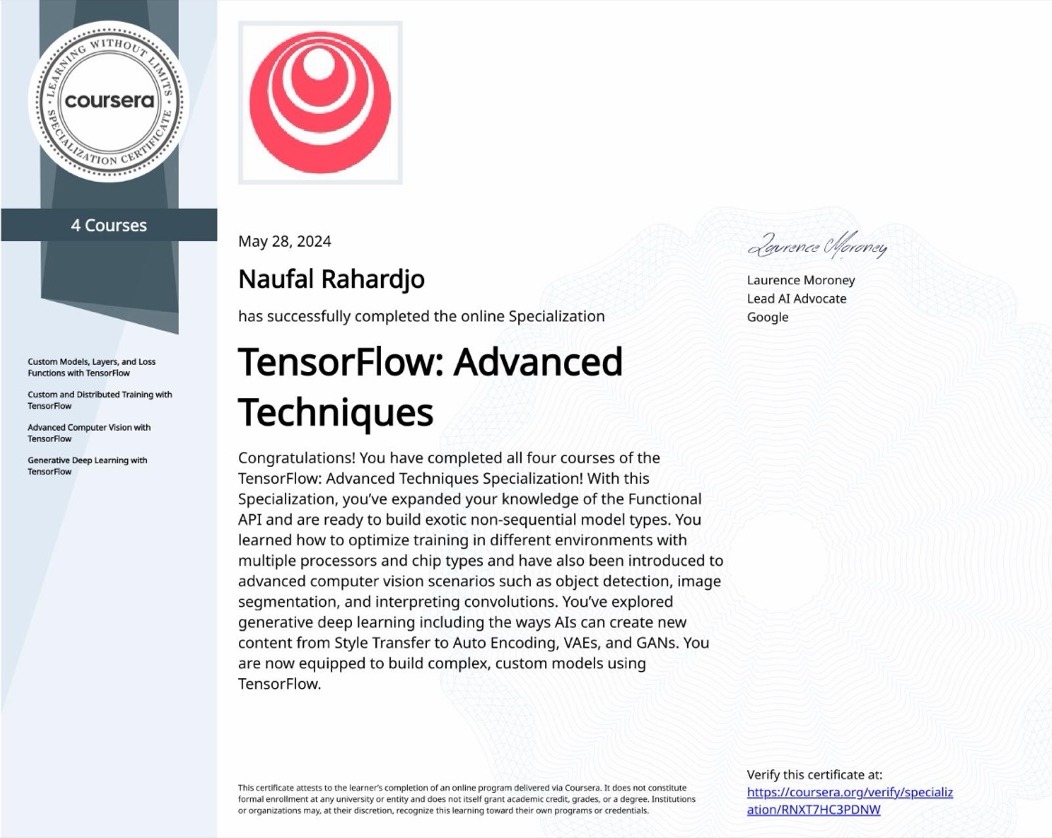 LEARNING WITHOUT LIMITS
coursera
SPECIALIZATION CERTIFICATE
4 Courses
Custom Models, Layers, and Loss
Functions with TensorFlow
Custom and Distributed Training with
TensorFlow
Advanced Computer Vision with
TensorFlow
Generative Deep Learning with
TensorFlow
May 28, 2024
Naufal Rahardjo
has successfully completed the online Specialization
TensorFlow: Advanced
Techniques
Congratulations! You have completed all four courses of the
TensorFlow: Advanced Techniques Specialization! With this
Specialization, you’ve expanded your knowledge of the Functional
API and are ready to build exotic non-sequential model types. You
learned how to optimize training in different environments with
multiple processors and chip types and have also been introduced to
advanced computer vision scenarios such as object detection, image
segmentation, and interpreting convolutions. You’ve explored
generative deep learning including the ways AIs can create new
content from Style Transfer to Auto Encoding, VAEs, and GANs. You
are now equipped to build complex, custom models using
TensorFlow.
Laurence Moroney
Laurence Moroney
Lead AI Advocate
Google
This certificate attests to the learner’s completion of an online program delivered via Coursera. It does not constitute
formal enrollment at any university or entity and does not itself grant academic credit, grades, or a degree. Institutions
or organizations may, at their discretion, recognize this learning toward their own programs or credentials.
Verify this certificate at:
https://coursera.org/verify/specializ
ation/RNXT7HC3PDNW